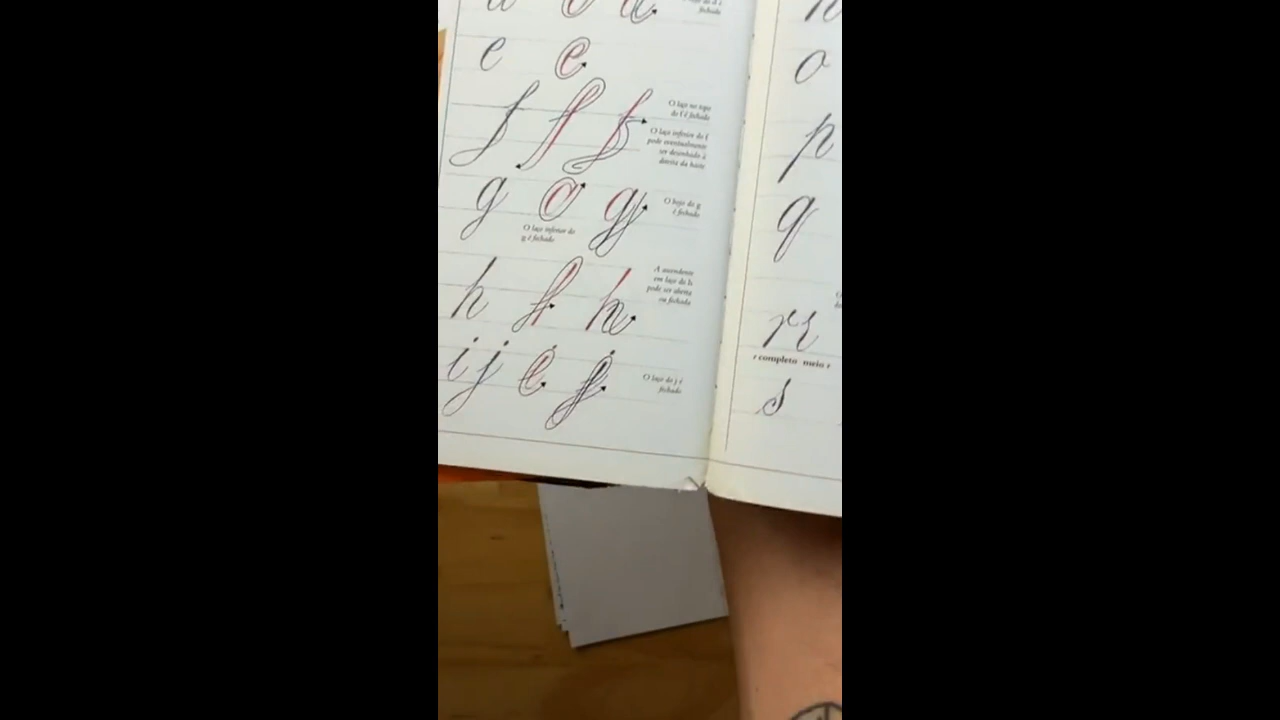 fechado
e e
f f f
O laço no topo
do f é fechado
O laço inferior do f
pode eventualmente
ser desenhado à
direita da haste
g g g
O bojo do g
é fechado
O laço inferior do
g é fechado
h h h
A ascendente
em laço do h
pode ser aberta
ou fechada
i j i j
O laço do j é
fechado
o
p
q
r r
r completo meio r
s